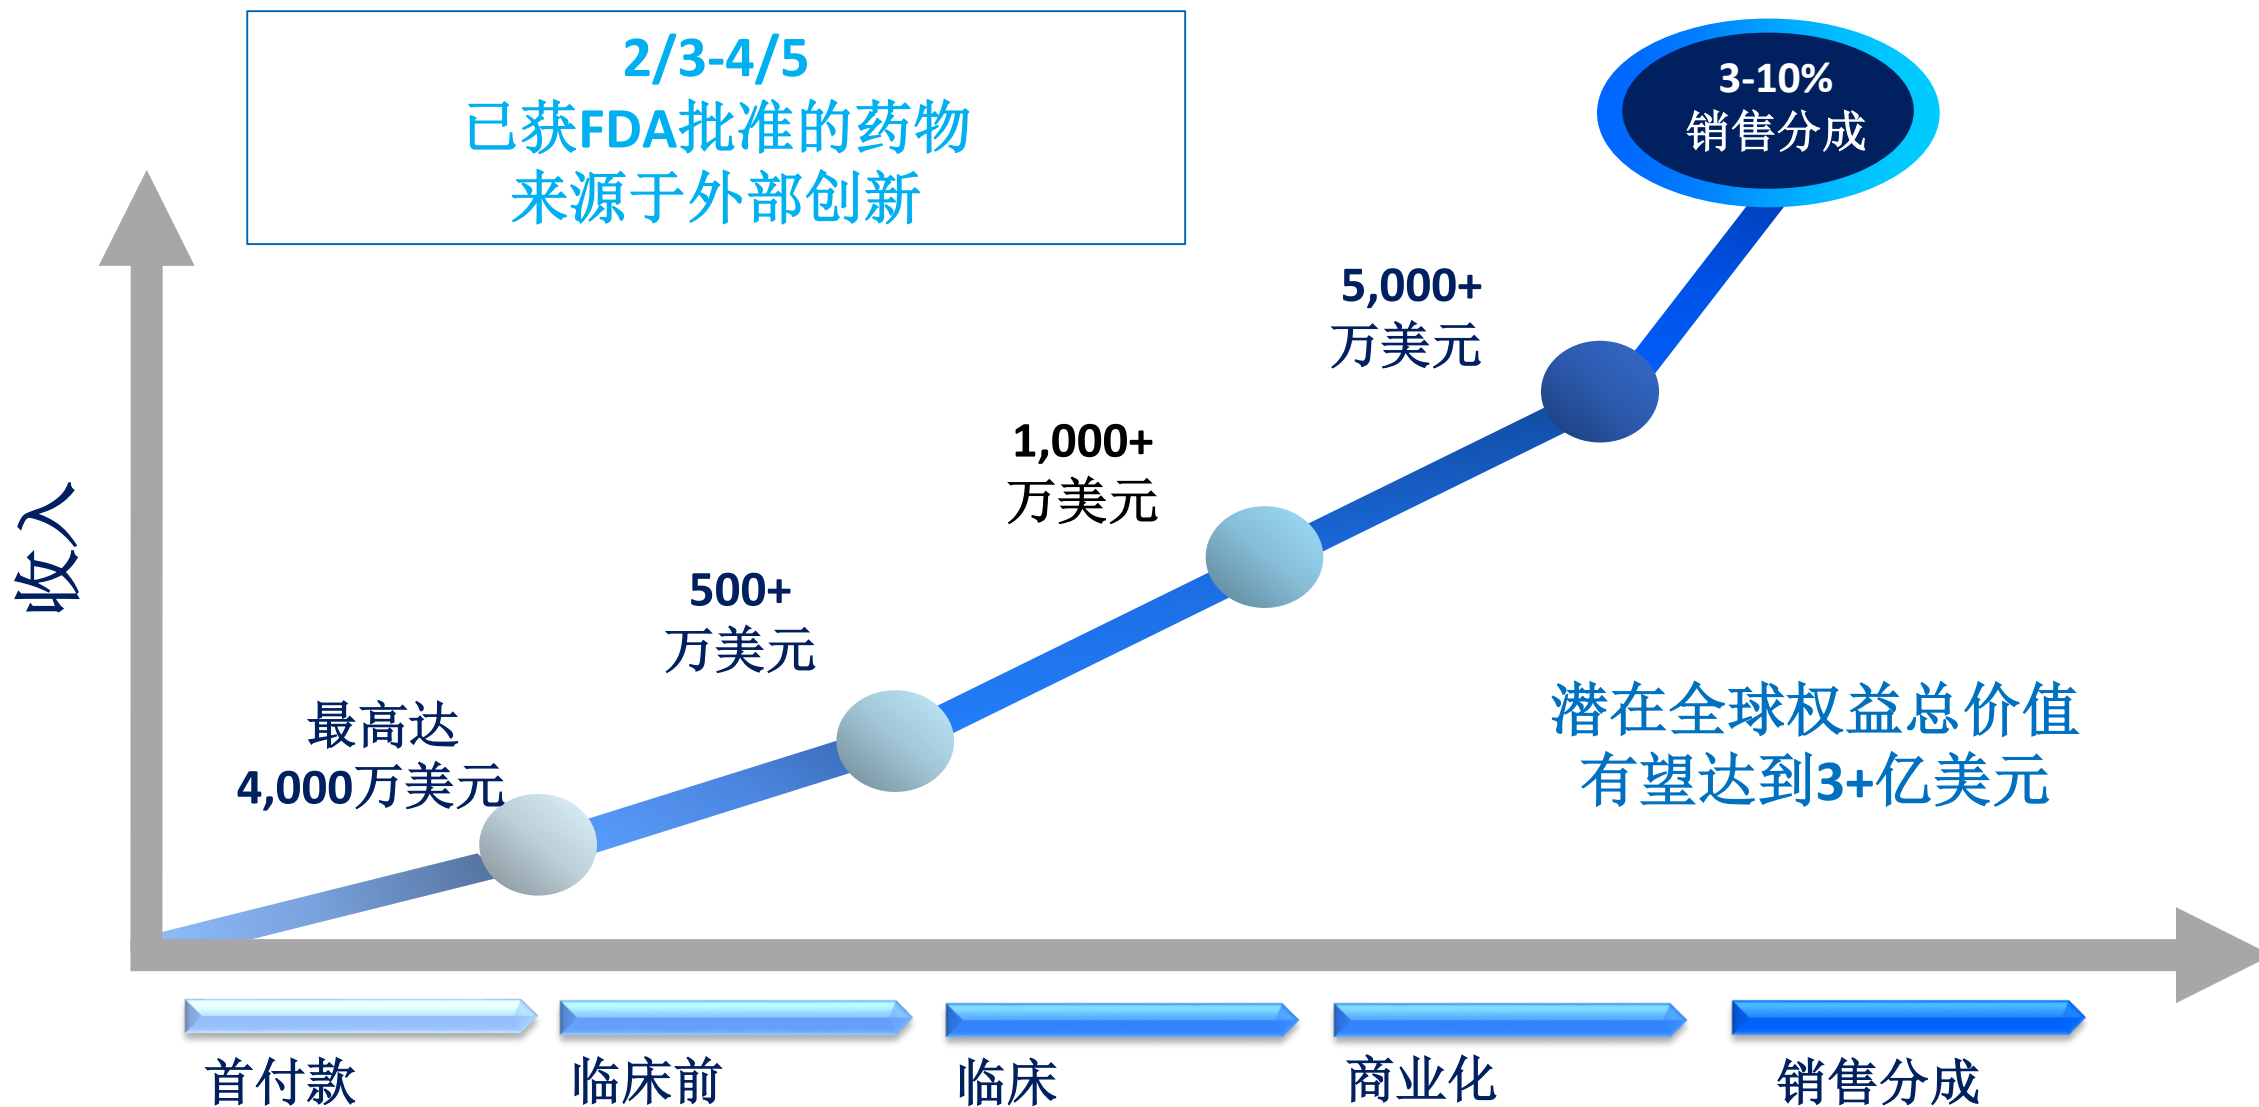 2/3-4/5
已获FDA批准的药物
来源于外部创新
3-10%
销售分成
5,000+
万美元
1,000+
万美元
500+
万美元
最高达
4,000万美元
收入
潜在全球权益总价值
有望达到3+亿美元
首付款
临床前
临床
商业化
销售分成